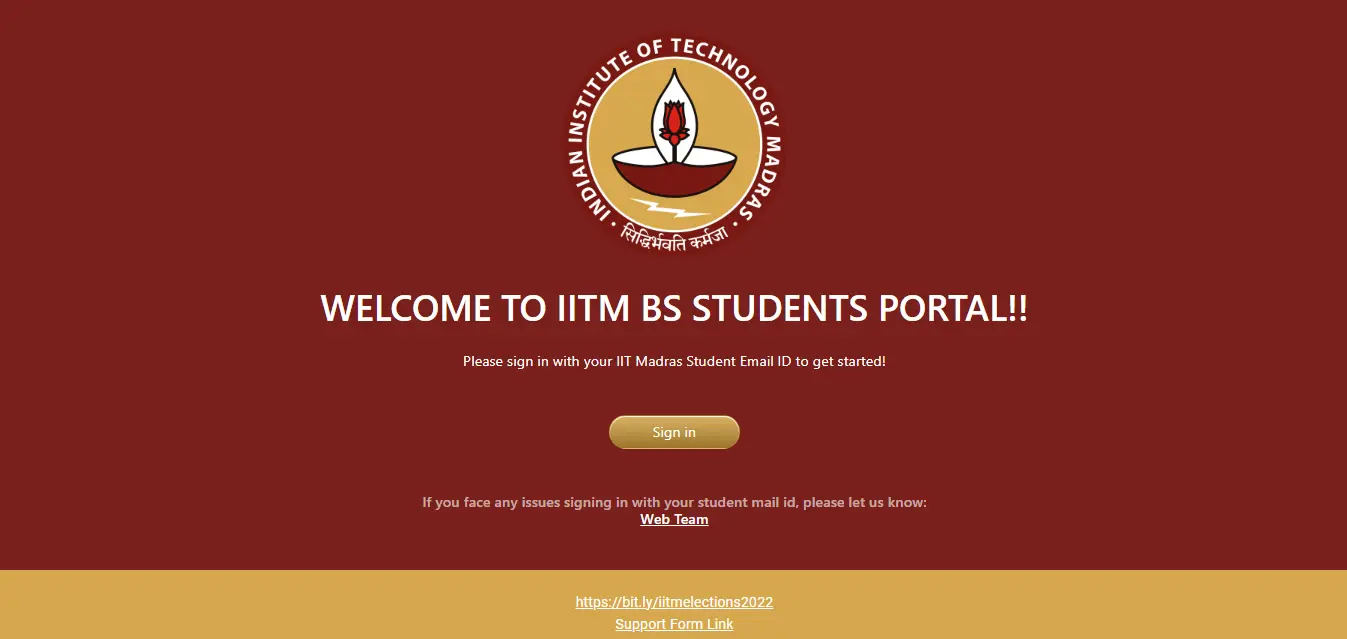 INDIAN INSTITUTE OF TECHNOLOGY MADRAS
सिद्धिर्भवति कर्मजा
WELCOME TO IITM BS STUDENTS PORTAL!!
Please sign in with your IIT Madras Student Email ID to get started!
Sign in
If you face any issues signing in with your student mail id, please let us know:
Web Team
https://bit.ly/iitmelections2022
Support Form Link